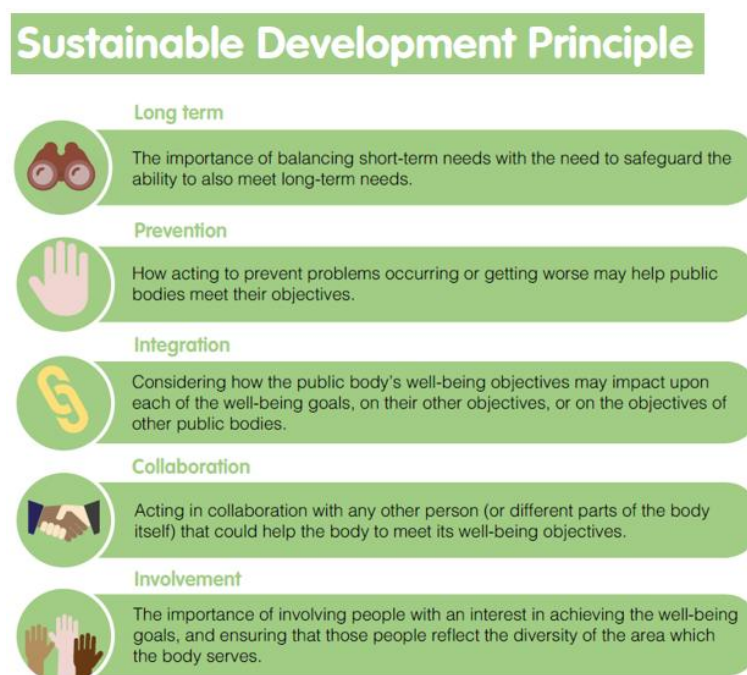 Sustainable Development Principle
Long term
The importance of balancing short-term needs with the need to safeguard the
ability to also meet long-term needs.
Prevention
How acting to prevent problems occurring or getting worse may help public
bodies meet their objectives.
Integration
Considering how the public body's well-being objectives may impact upon
each of the well-being goals, on their other objectives, or on the objectives of
other public bodies.
Collaboration
Acting in collaboration with any other person (or different parts of the body
itself) that could help the body to meet its well-being objectives.
Involvement
The importance of involving people with an interest in achieving the well-being
goals, and ensuring that those people reflect the diversity of the area which
the body serves.